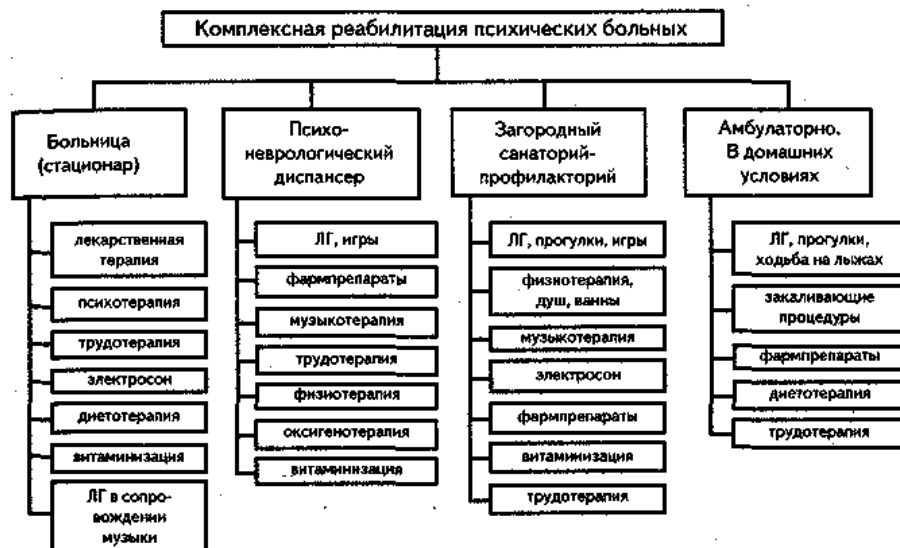 Комплексная реабилитация психических больных
Больница
(стационар)
лекарственная
терапия
психотерапия
трудотерапия
электросон
диетотерапия
витаминизация
ЛГ в сопро-
вождении
музыки
Психо-
неврологический
диспансер
ЛГ, игры
фармпрепараты
музыкотерапия
трудотерапия
физиотерапия
оксигенотерапия
витаминизация
Загородный
санаторий-
профилакторий
ЛГ, прогулки, игры
физиотерапия,
душ, ванны
музыкотерапия
электросон
фармпрепараты
витаминизация
трудотерапия
Амбулаторно.
В домашних
условиях
ЛГ, прогулки,
ходьба на лыжах
закаливающие
процедуры
фармпрепараты
диетотерапия
трудотерапия